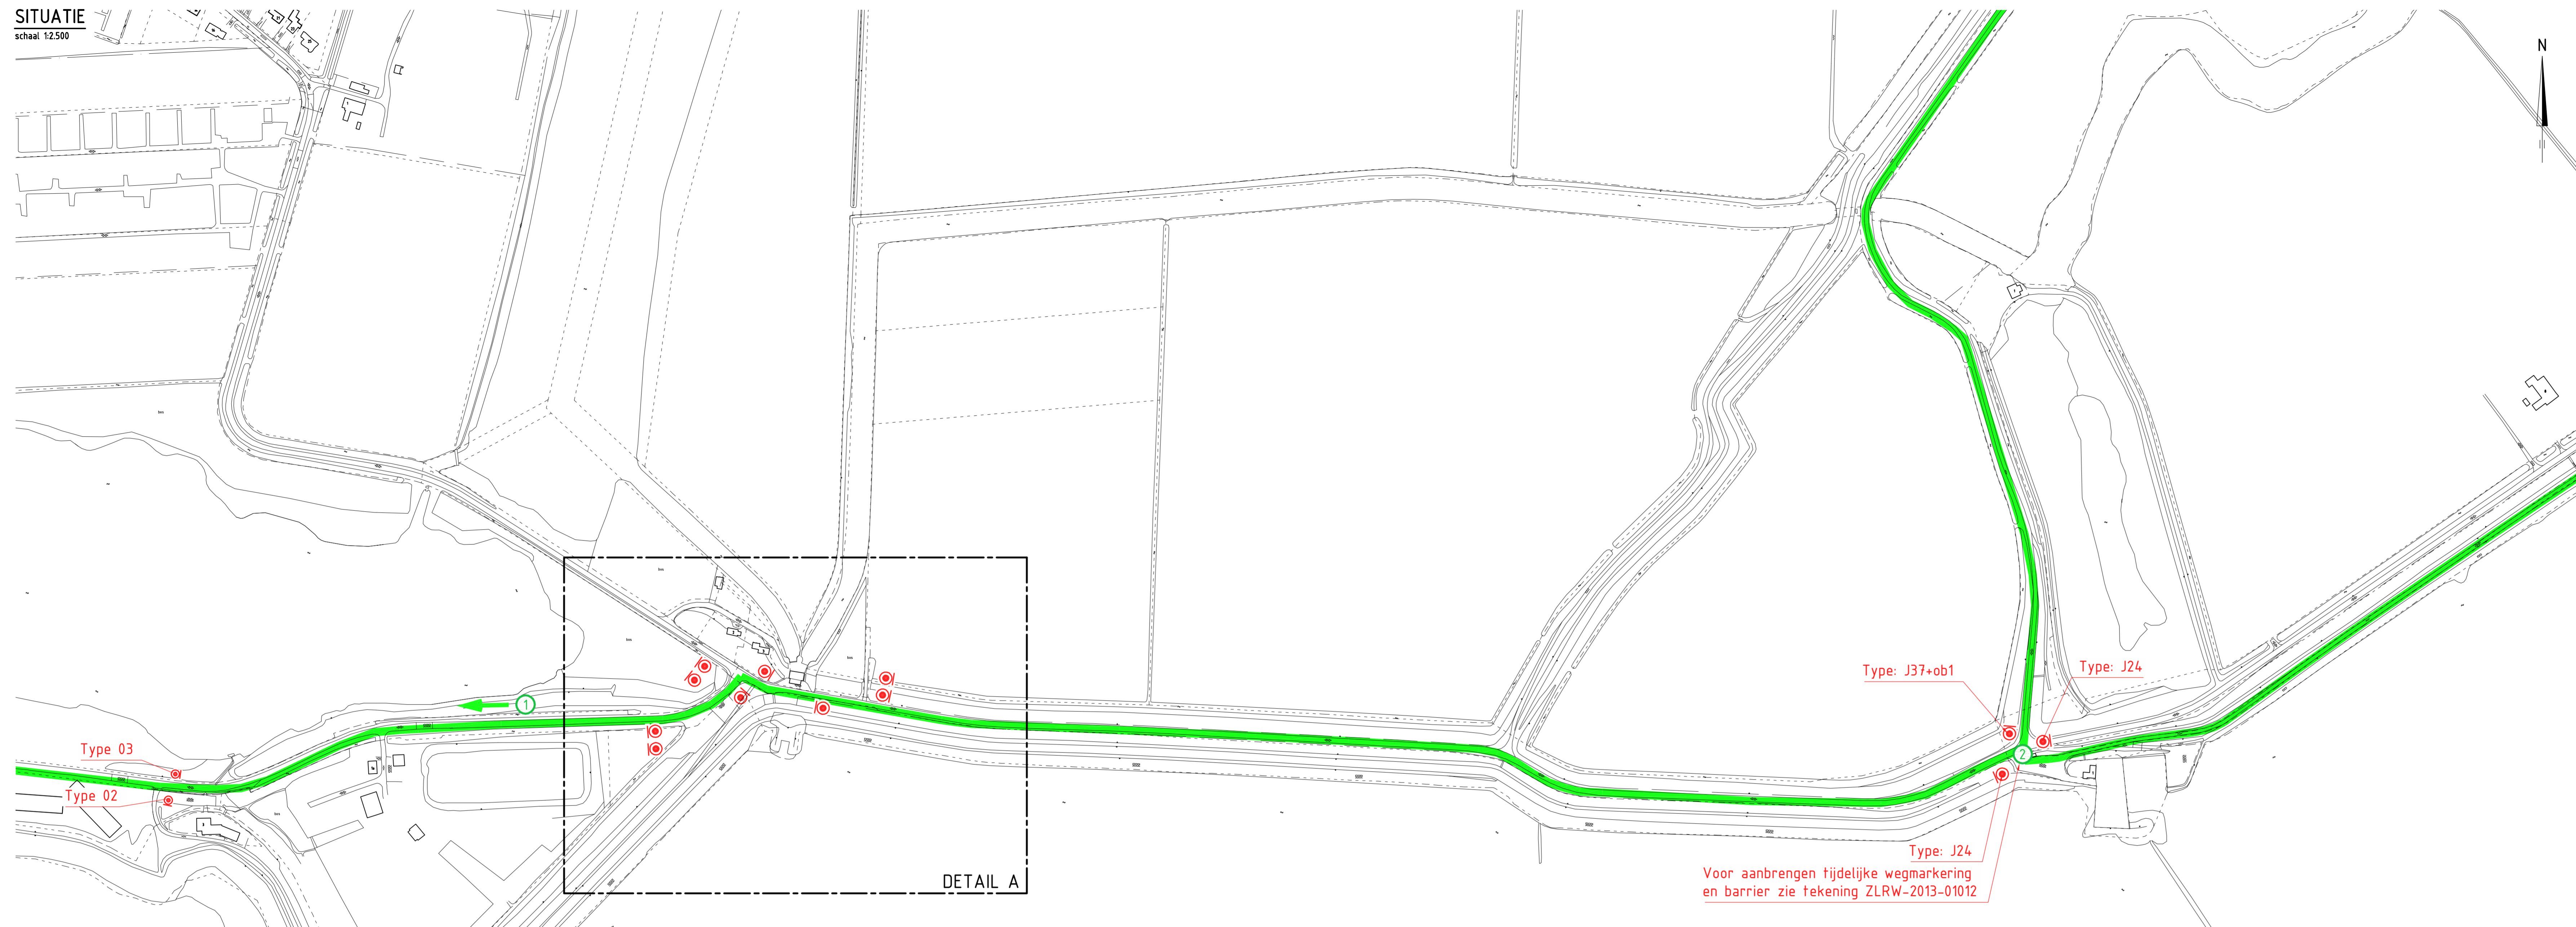 SITUATIE
schaal 1:2.500
N
1
Type 03
Type 02
DETAIL A
Type: J37+ob1
Type: J24
2
Type: J24
Voor aanbrengen tijdelijke wegmarkering
en barrier zie tekening ZLRW-2013-01012